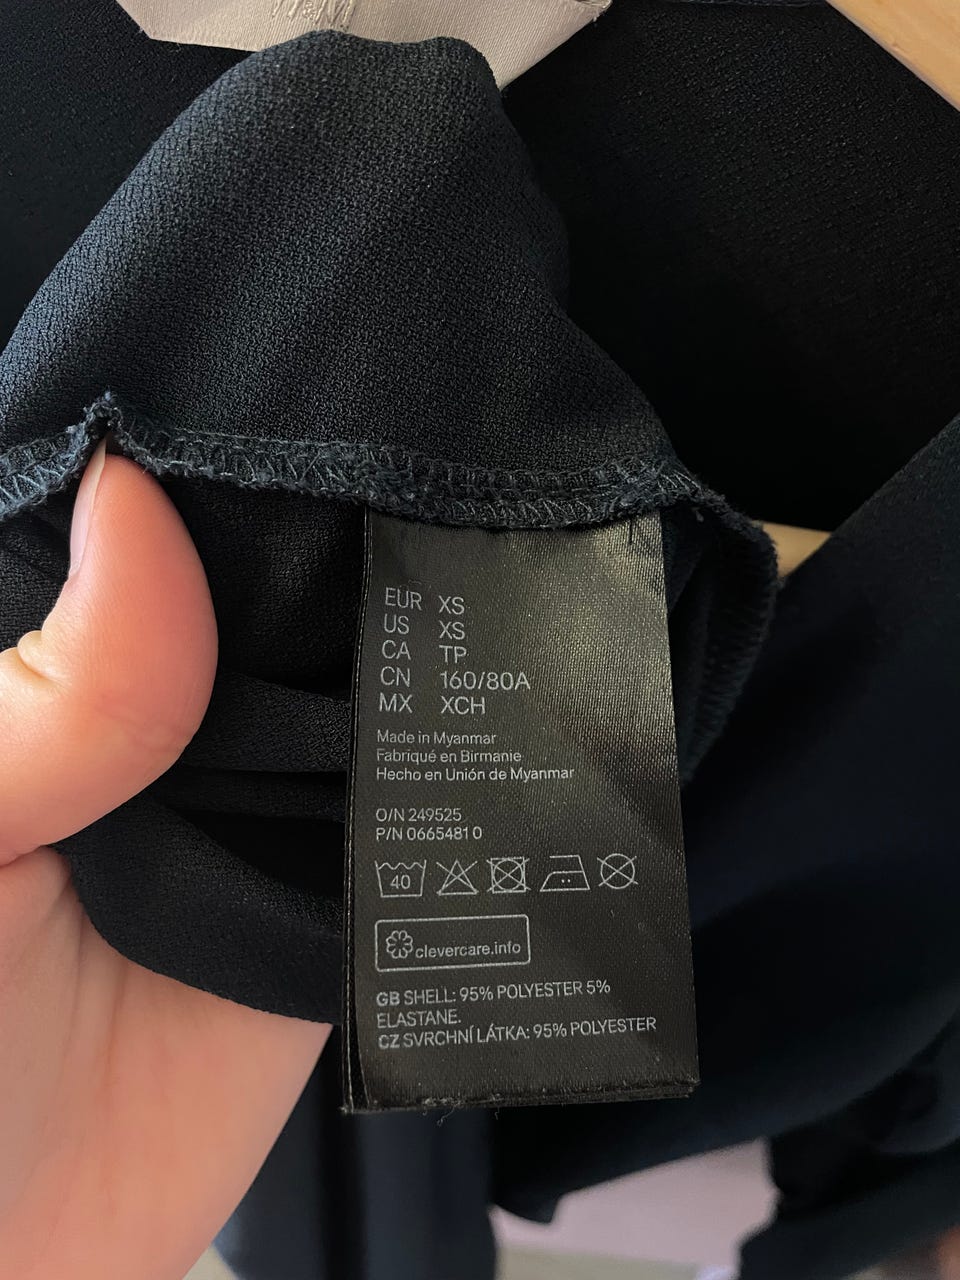 H&M
EUR XS
US XS
CA TP
CN 160/80A
MX XCH
Made in Myanmar
Fabriqué en Birmanie
Hecho en Unión de Myanmar
O/N 249525
P/N 0665481 0
40
clevercare.info
GB SHELL: 95% POLYESTER 5%
ELASTANE.
CZ SVRCHNÍ LÁTKA: 95% POLYESTER